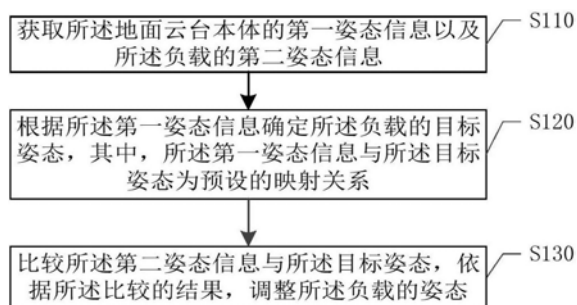 获取所述地面云台本体的第一姿态信息以及
所述负载的第二姿态信息
S110
根据所述第一姿态信息确定所述负载的目标
姿态，其中，所述第一姿态信息与所述目标
姿态为预设的映射关系
S120
比较所述第二姿态信息与所述目标姿态，依
据所述比较的结果，调整所述负载的姿态
S130